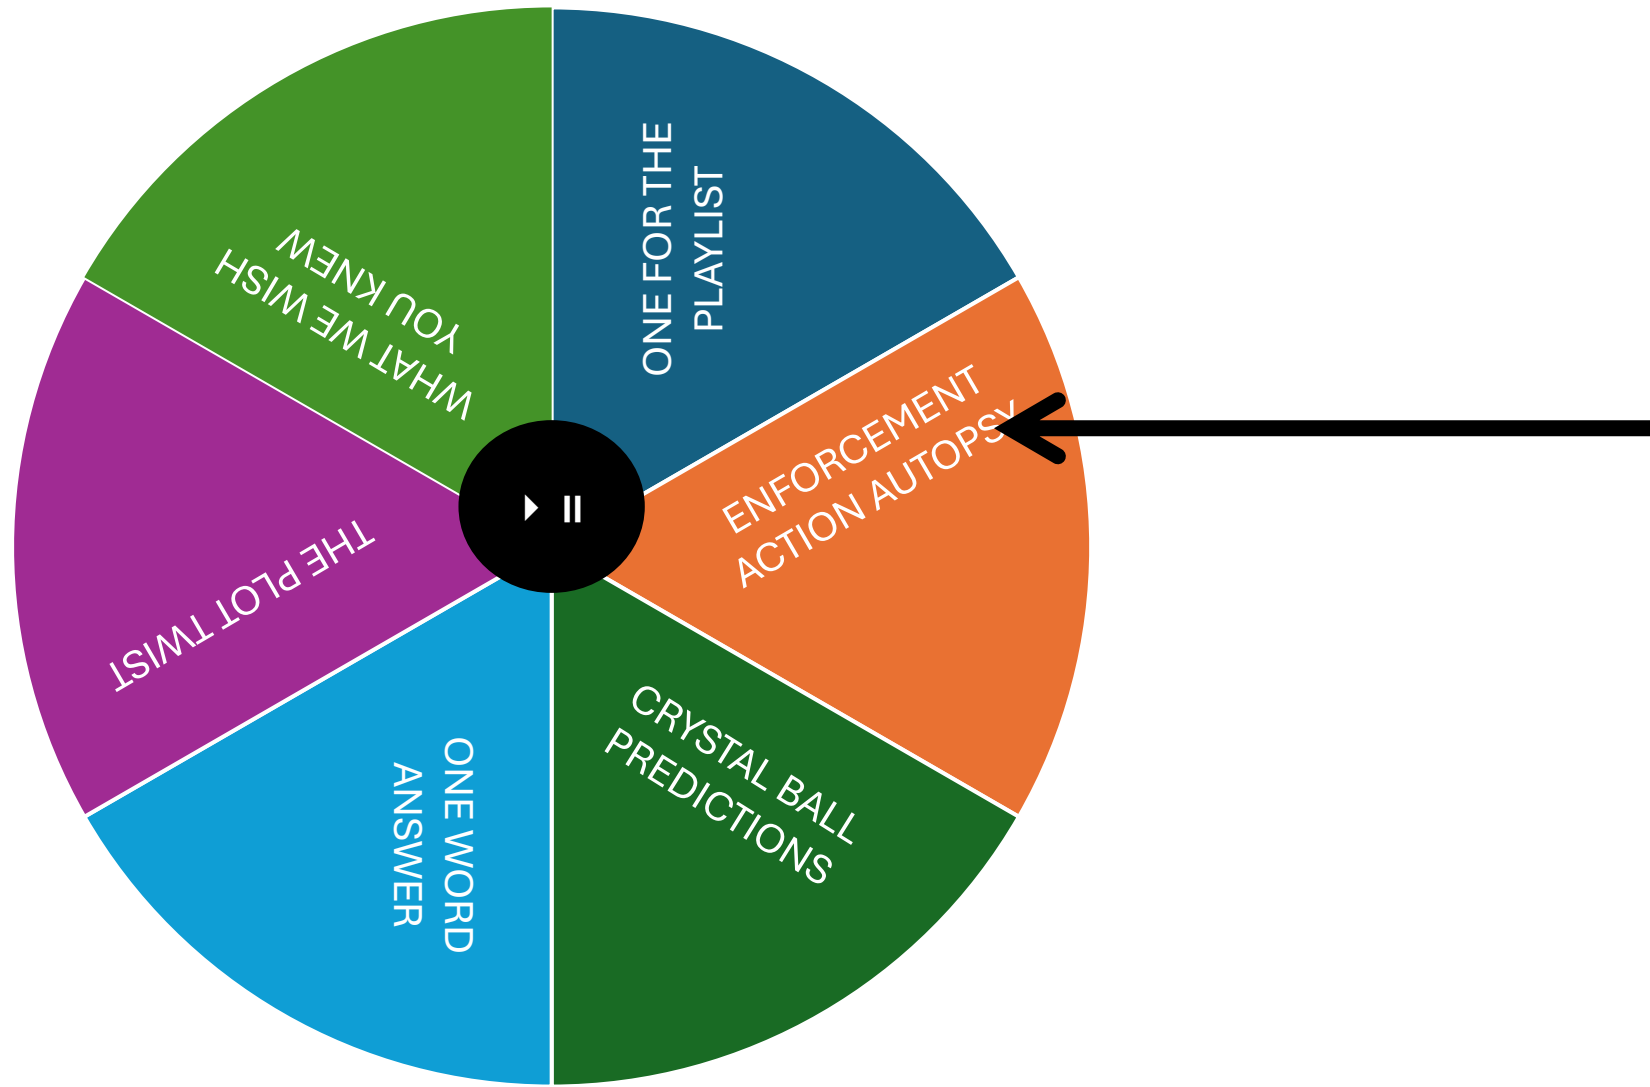 ONE FOR THE
PLAYLIST
ENFORCEMENT
ACTION AUTOPSY
CRYSTAL BALL
PREDICTIONS
ONE WORD
ANSWER
THE PLOT TWIST
WHAT WE WISH
YOU KNEW